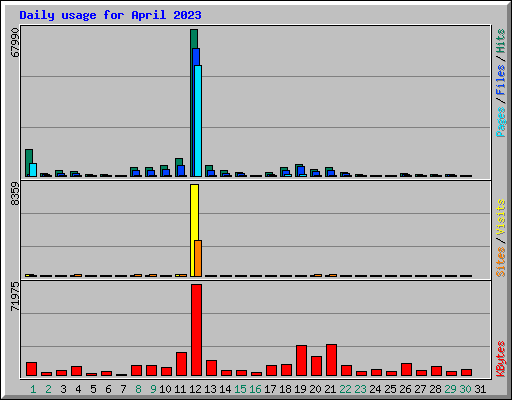 Daily usage for April 2023
67990
8359
71975
Pages / Files / Hits
Sites / Visits
KBytes
1 2 3 4 5 6 7 8 9 10 11 12 13 14 15 16 17 18 19 20 21 22 23 24 25 26 27 28 29 30 31